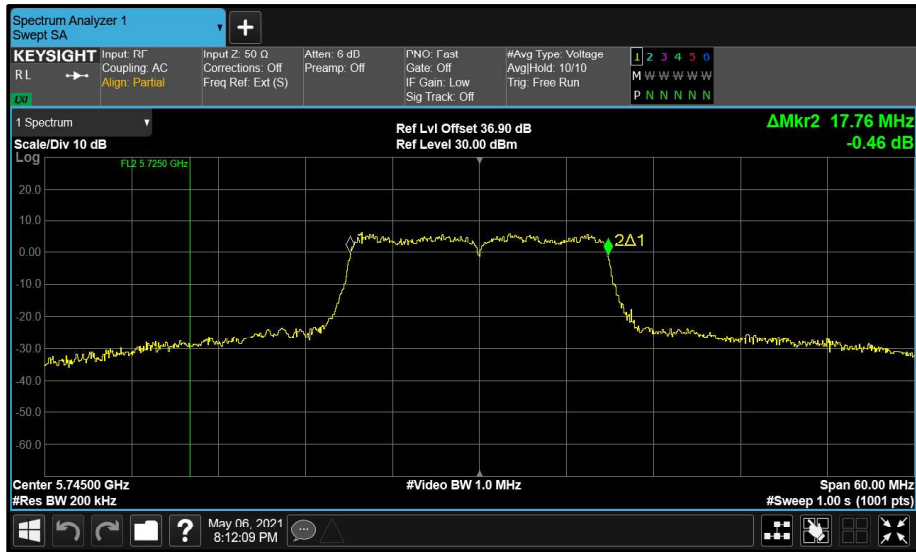 Spectrum Analyzer 1
Swept SA
+
KEYSIGHT
RL
LXI
Input: RF
Coupling: AC
Align: Partial
Input Z: 50 Ω
Corrections: Off
Freq Ref: Ext (S)
Atten: 6 dB
Preamp: Off
PNO: Fast
Gate: Off
IF Gain: Low
Sig Track: Off
#Avg Type: Voltage
Avg|Hold: 10/10
Trig: Free Run
1 2 3 4 5 6
M W W W W W
P N N N N N
1 Spectrum
Scale/Div 10 dB
Ref Lvl Offset 36.90 dB
Ref Level 30.00 dBm
ΔMkr2 17.76 MHz
-0.46 dB
Log
FL2 5.7250 GHz
20.0
10.0
0.00
-10.0
-20.0
-30.0
-40.0
-50.0
-60.0
1
2Δ1
Center 5.74500 GHz
#Res BW 200 kHz
#Video BW 1.0 MHz
Span 60.00 MHz
#Sweep 1.00 s (1001 pts)
?
May 06, 2021
8:12:09 PM